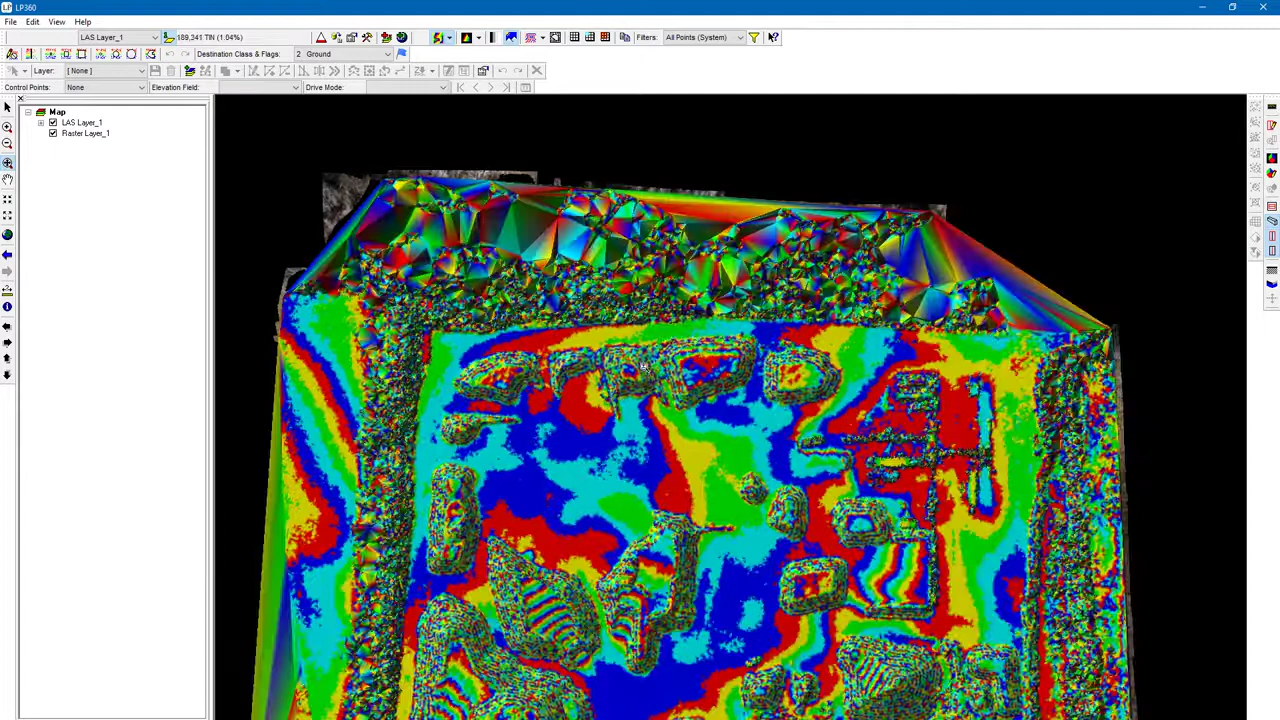 LP LP360
File Edit View Help
LAS Layer_1 189,341 TIN (1.04%) Filters: All Points (System)
Destination Class & Flags: 2 Ground
Layer: [ None ]
Control Points: None Elevation Field: Drive Mode:
Map
LAS Layer_1
Raster Layer_1